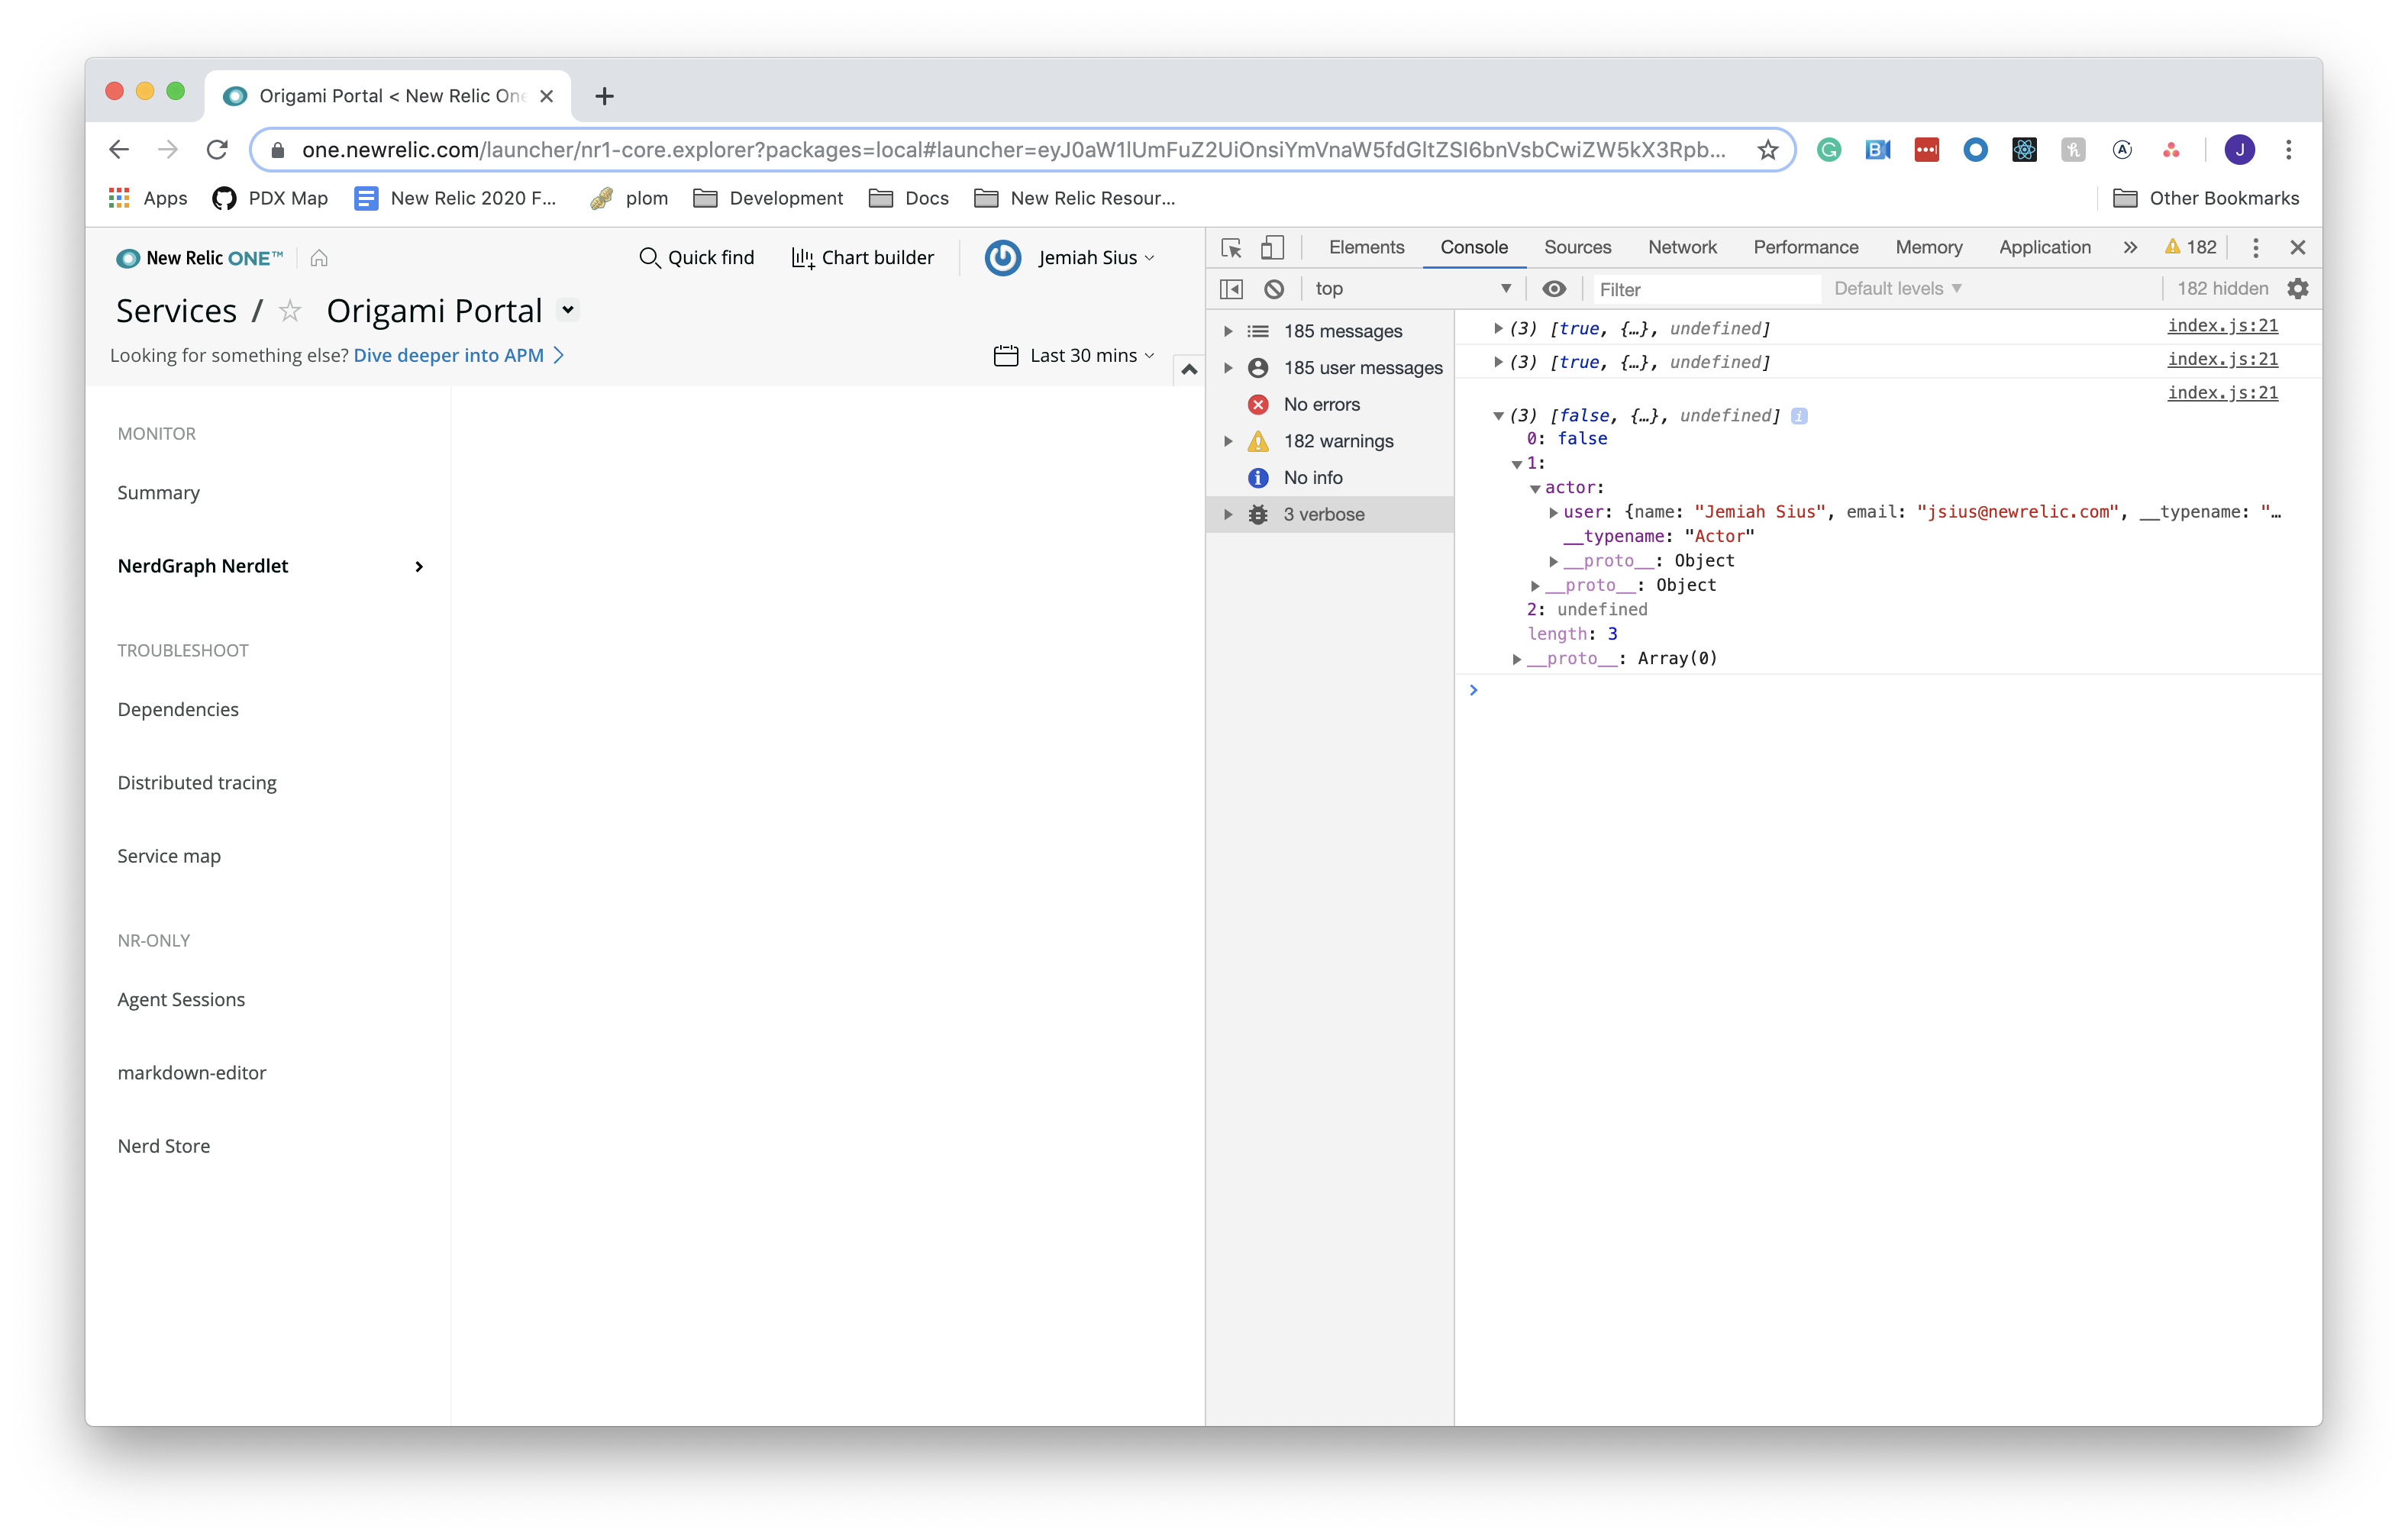 Origami Portal < New Relic One
one.newrelic.com/launcher/nr1-core.explorer?packages=local#launcher=eyJ0aW1lUmFuZ2UiOnsiYmVnaW5fdGltZSI6bnVsbCwiZW5kX3Rpb...
J
Apps
PDX Map
New Relic 2020 F...
plom
Development
Docs
New Relic Resour...
Other Bookmarks
New Relic ONE™
Quick find
Chart builder
Jemiah Sius
Services / Origami Portal
Looking for something else? Dive deeper into APM
Last 30 mins
MONITOR
Summary
NerdGraph Nerdlet
TROUBLESHOOT
Dependencies
Distributed tracing
Service map
NR-ONLY
Agent Sessions
markdown-editor
Nerd Store
Elements
Console
Sources
Network
Performance
Memory
Application
182
top
Filter
Default levels
182 hidden
185 messages
185 user messages
No errors
182 warnings
No info
3 verbose
(3) [true, {…}, undefined] index.js:21
(3) [true, {…}, undefined] index.js:21
index.js:21
(3) [false, {…}, undefined]
0: false
1:
actor:
user: {name: "Jemiah Sius", email: "jsius@newrelic.com", __typename: "…
__typename: "Actor"
__proto__: Object
__proto__: Object
2: undefined
length: 3
__proto__: Array(0)